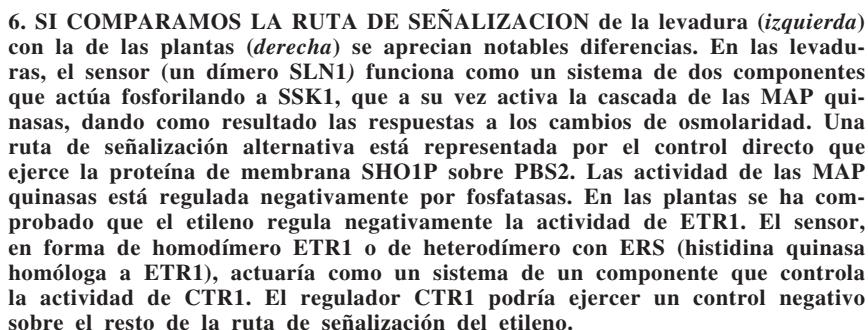 6. SI COMPARAMOS LA RUTA DE SEÑALIZACION de la levadura (izquierda)
con la de las plantas (derecha) se aprecian notables diferencias. En las levadu-
ras, el sensor (un dímero SLN1) funciona como un sistema de dos componentes
que actúa fosforilando a SSK1, que a su vez activa la cascada de las MAP qui-
nasas, dando como resultado las respuestas a los cambios de osmolaridad. Una
ruta de señalización alternativa está representada por el control directo que
ejerce la proteína de membrana SHO1P sobre PBS2. Las actividad de las MAP
quinasas está regulada negativamente por fosfatasas. En las plantas se ha com-
probado que el etileno regula negativamente la actividad de ETR1. El sensor,
en forma de homodímero ETR1 o de heterodímero con ERS (histidina quinasa
homóloga a ETR1), actuaría como un sistema de un componente que controla
la actividad de CTR1. El regulador CTR1 podría ejercer un control negativo
sobre el resto de la ruta de señalización del etileno.